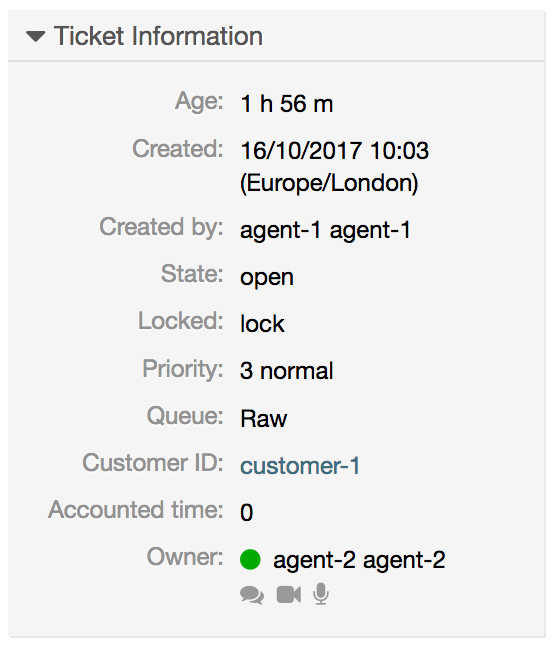 Ticket Information
Age: 1 h 56 m
Created: 16/10/2017 10:03
(Europe/London)
Created by: agent-1 agent-1
State: open
Locked: lock
Priority: 3 normal
Queue: Raw
Customer ID: customer-1
Accounted time: 0
Owner: agent-2 agent-2